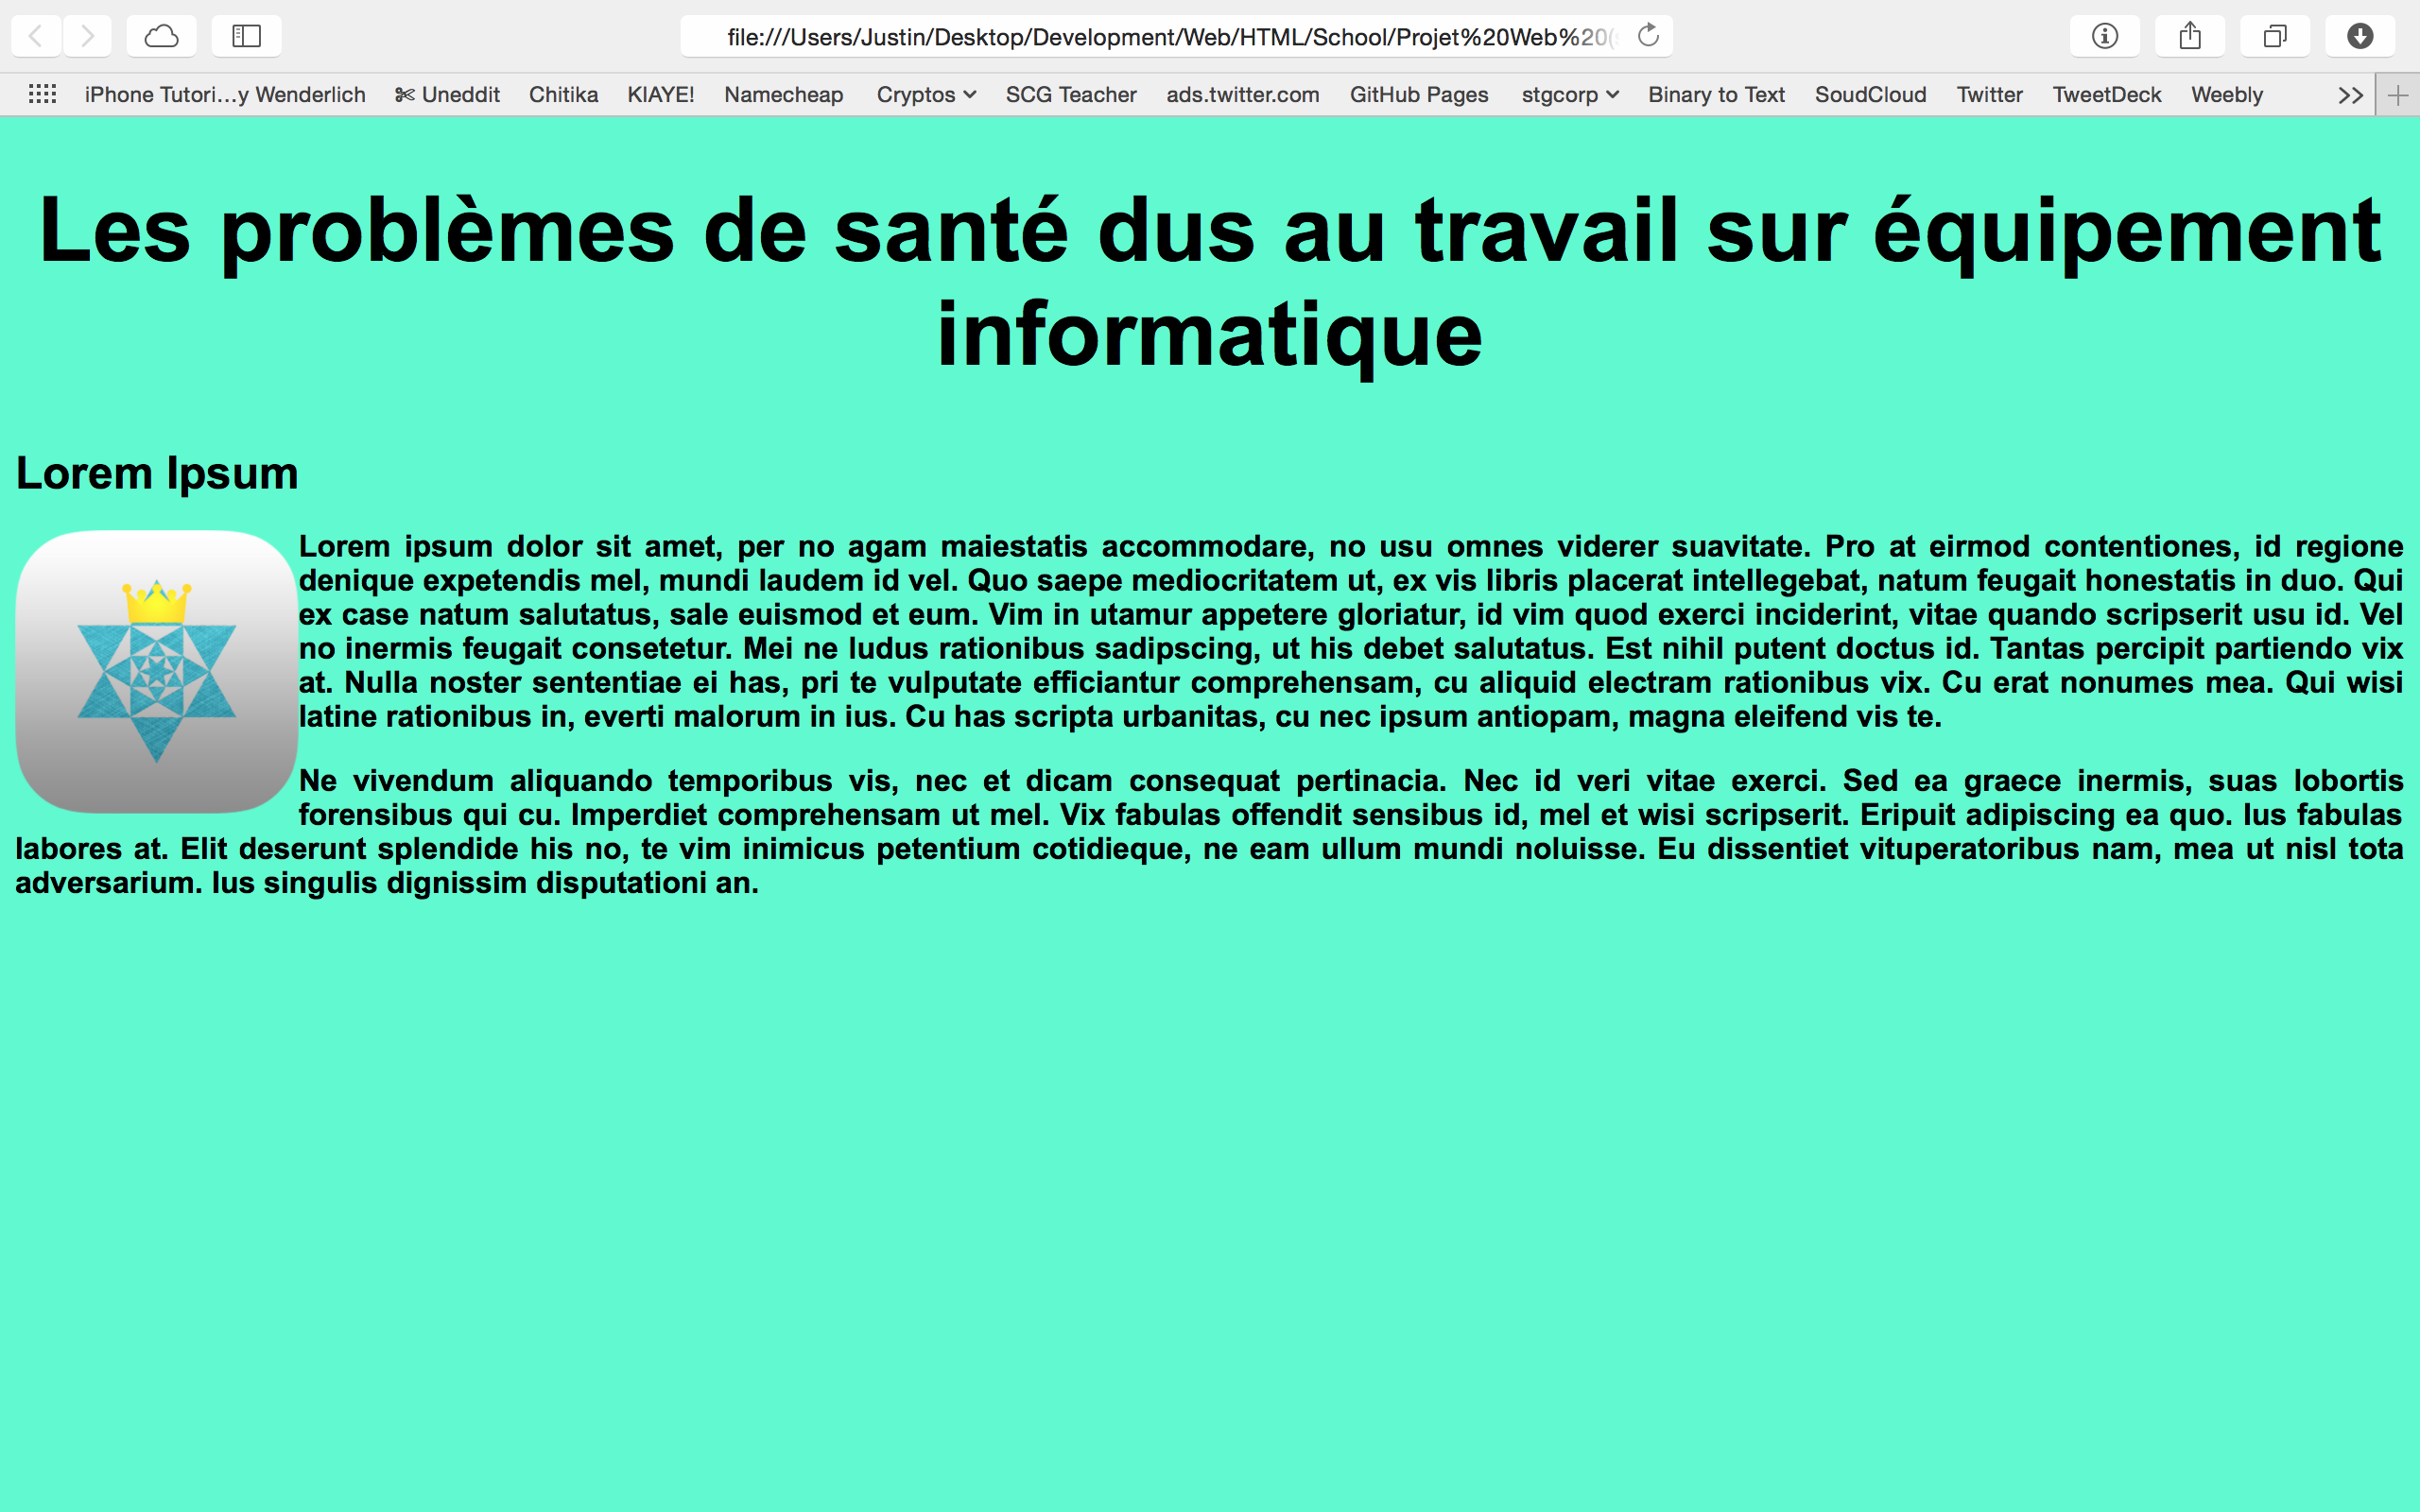 file:///Users/Justin/Desktop/Development/Web/HTML/School/Projet%20Web%20(
iPhone Tutori...y Wenderlich Uneddit Chitika KIAYE! Namecheap Cryptos SCG Teacher ads.twitter.com GitHub Pages stgcorp Binary to Text SoudCloud Twitter TweetDeck Weebly
Les problèmes de santé dus au travail sur équipement
informatique
Lorem Ipsum
Lorem ipsum dolor sit amet, per no agam maiestatis accommodare, no usu omnes viderer suavitate. Pro at eirmod contentiones, id regione
denique expetendis mel, mundi laudem id vel. Quo saepe mediocritatem ut, ex vis libris placerat intellegebat, natum feugait honestatis in duo. Qui
ex case natum salutatus, sale euismod et eum. Vim in utamur appetere gloriatur, id vim quod exerci inciderint, vitae quando scripserit usu id. Vel
no inermis feugait consetetur. Mei ne ludus rationibus sadipscing, ut his debet salutatus. Est nihil putent doctus id. Tantas percipit partiendo vix
at. Nulla noster sententiae ei has, pri te vulputate efficiantur comprehensam, cu aliquid electram rationibus vix. Cu erat nonumes mea. Qui wisi
latine rationibus in, everti malorum in ius. Cu has scripta urbanitas, cu nec ipsum antiopam, magna eleifend vis te.
Ne vivendum aliquando temporibus vis, nec et dicam consequat pertinacia. Nec id veri vitae exerci. Sed ea graece inermis, suas lobortis
forensibus qui cu. Imperdiet comprehensam ut mel. Vix fabulas offendit sensibus id, mel et wisi scripserit. Eripuit adipiscing ea quo. Ius fabulas
labores at. Elit deserunt splendide his no, te vim inimicus petentium cotidieque, ne eam ullum mundi noluisse. Eu dissentiet vituperatoribus nam, mea ut nisl tota
adversarium. Ius singulis dignissim disputationi an.